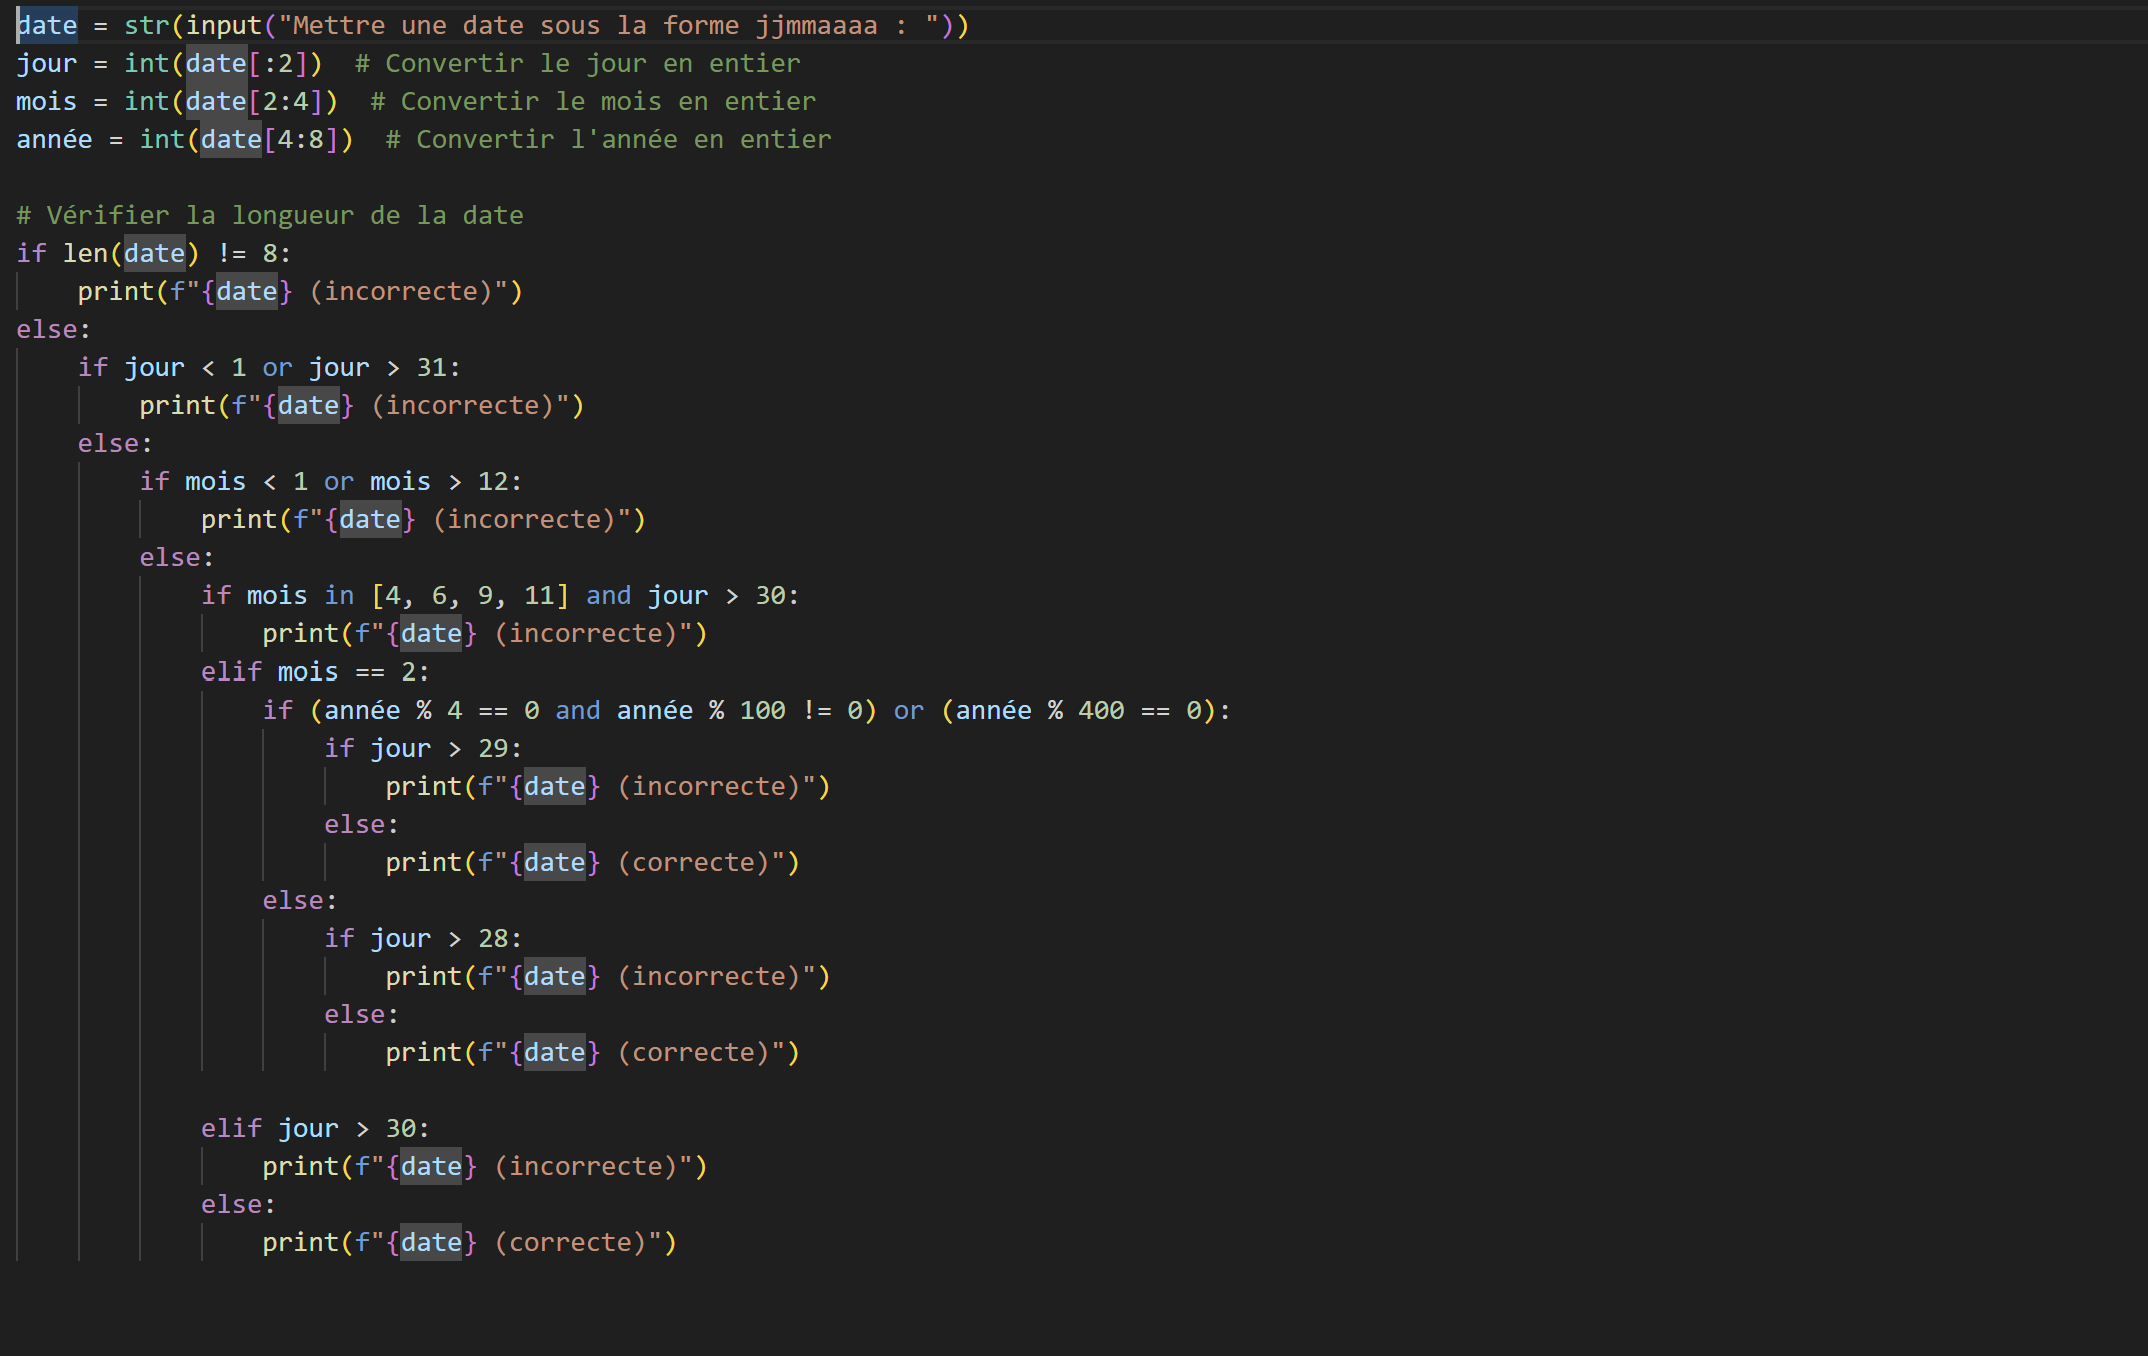 date = str(input("Mettre une date sous la forme jjmmaaaa : "))
jour = int(date[:2])  # Convertir le jour en entier
mois = int(date[2:4])  # Convertir le mois en entier
année = int(date[4:8])  # Convertir l'année en entier

# Vérifier la longueur de la date
if len(date) != 8:
    print(f"{date} (incorrecte)")
else:
    if jour < 1 or jour > 31:
        print(f"{date} (incorrecte)")
    else:
        if mois < 1 or mois > 12:
            print(f"{date} (incorrecte)")
        else:
            if mois in [4, 6, 9, 11] and jour > 30:
                print(f"{date} (incorrecte)")
            elif mois == 2:
                if (année % 4 == 0 and année % 100 != 0) or (année % 400 == 0):
                    if jour > 29:
                        print(f"{date} (incorrecte)")
                    else:
                        print(f"{date} (correcte)")
                else:
                    if jour > 28:
                        print(f"{date} (incorrecte)")
                    else:
                        print(f"{date} (correcte)")

            elif jour > 30:
                print(f"{date} (incorrecte)")
            else:
                print(f"{date} (correcte)")